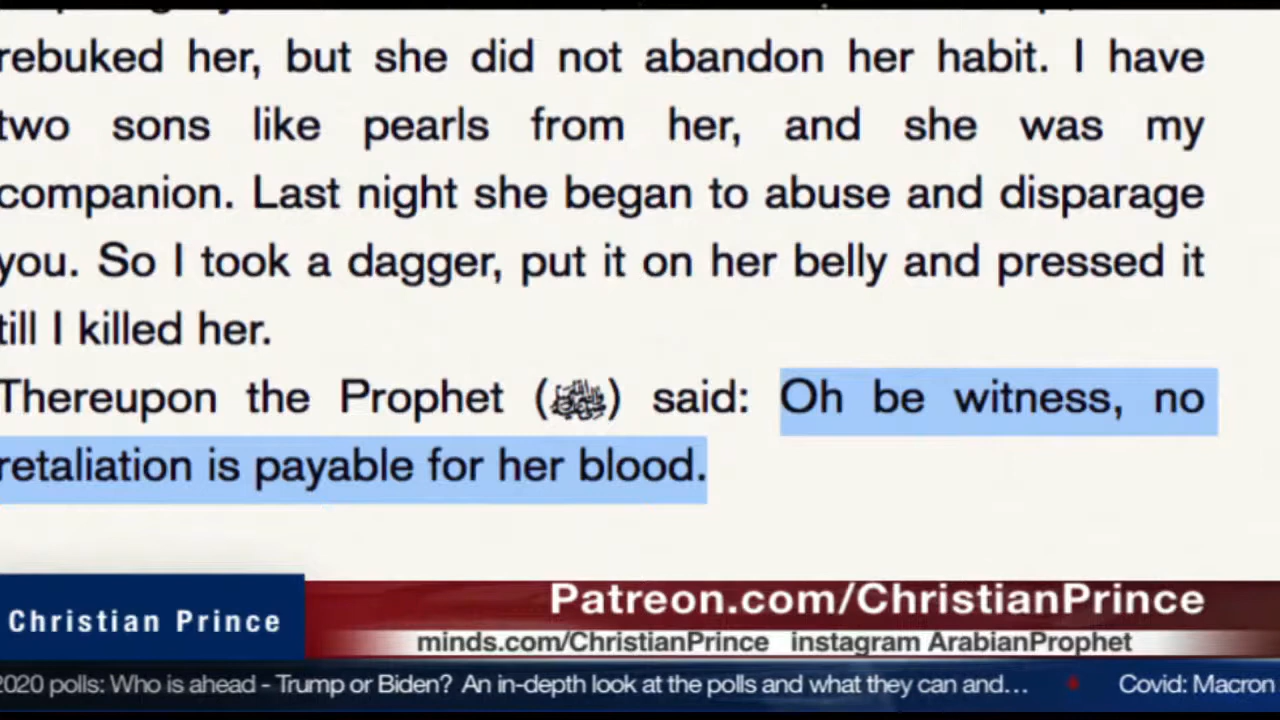 rebuked her, but she did not abandon her habit. I have
two sons like pearls from her, and she was my
companion. Last night she began to abuse and disparage
you. So I took a dagger, put it on her belly and pressed it
till I killed her.
Thereupon the Prophet (ﷺ) said: Oh be witness, no
retaliation is payable for her blood.
Christian Prince
Patreon.com/ChristianPrince
minds.com/ChristianPrince instagram ArabianProphet
2020 polls: Who is ahead - Trump or Biden? An in-depth look at the polls and what they can and... Covid: Macron